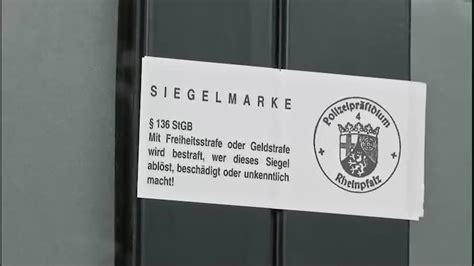 SIEGELMARKE
§ 136 StGB
Mit Freiheitsstrafe oder Geldstrafe
wird bestraft, wer dieses Siegel
ablöst, beschädigt oder unkenntlich
macht!
Polizeipräsidium
4
Rheinpfalz